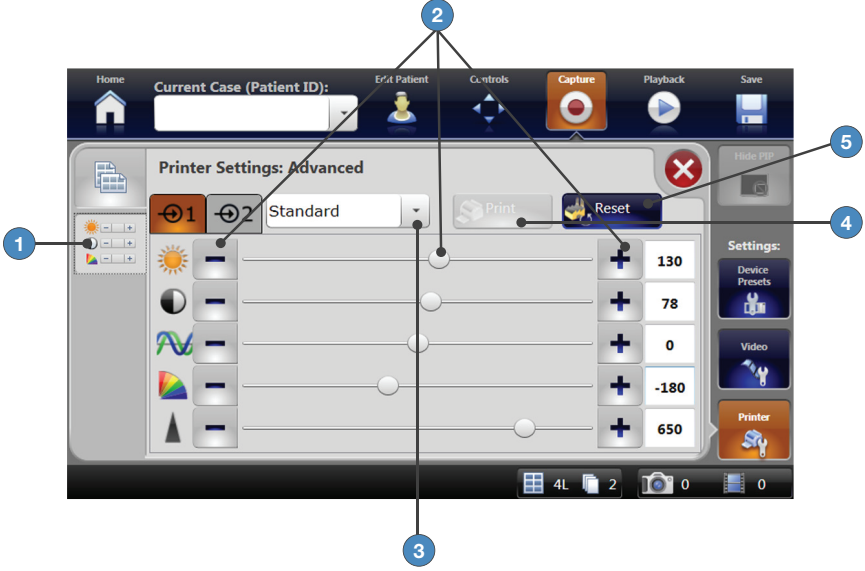 2
Home
Current Case (Patient ID):
Edit Patient
Controls
Capture
Playback
Save
5
Printer Settings: Advanced
Hide PIP
1
2
Standard
Print
Reset
4
1
Settings:
130
Device
Presets
78
0
Video
-180
650
Printer
4L
2
0
0
3